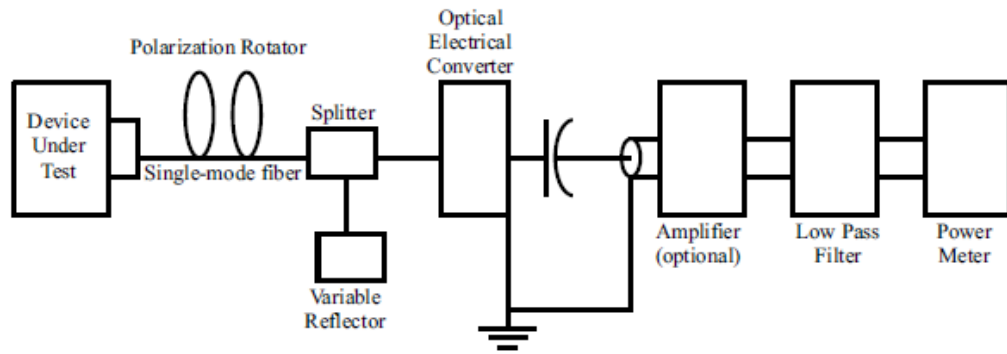 Optical
Electrical
Converter
Polarization Rotator
Device
Under
Test
Splitter
Single-mode fiber
Variable
Reflector
Amplifier
(optional)
Low Pass
Filter
Power
Meter